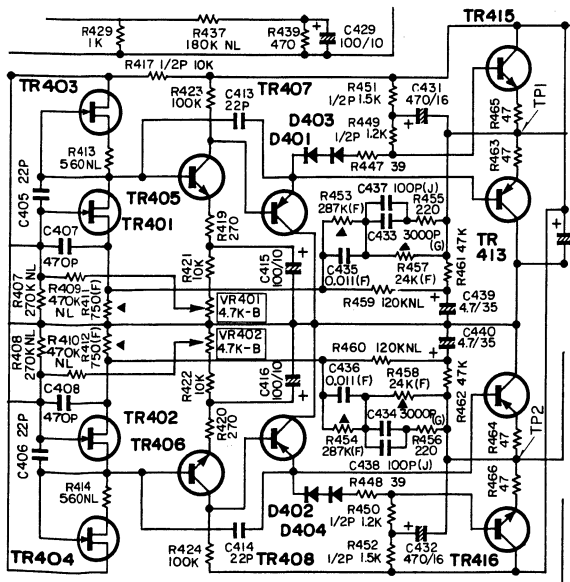 R429
1K
R437
180K NL
R439
470
C429
100/10
TR415
R417 1/2P 10K
TR403
R423
100K
C413
22P
TR407
R451
1/2P 1.5K
C431
470/16
D403
D401
R449
1/2P 1.2K
R447 39
R465
47
TP1
R463
47
R413
560NL
C405 22P
TR405
TR401
R419
270
C407
470P
R453
287K(F)
C437 100P(J)
R455
220
C433 3000P
(G)
R421
10K
C415
100/10
C435
0.011(F)
R457
24K(F)
R461 47K
TR
413
R407
270K NL
R409
470K
NL
R411
750(F)
VR401
4.7K-B
R459 120KNL
C439
4.7/35
R408
270KNL
R410
470K
NL
R412
750(F)
VR402
4.7K-B
C440
4.7/35
R460 120KNL
C408
470P
R422
10K
C416
100/10
C436
0.011(F)
R458
24K(F)
R462 47K
C434 3000P
(G)
TR402
TR406
R420
270
R454
287K(F)
R456
220
C438 100P(J)
R464
47
TP2
C406 22P
R414
560NL
R466
47
R448 39
D402
D404
R450
1/2P 1.2K
R424
100K
C414
22P
TR404
TR408
R452
1/2P 1.5K
C432
470/16
TR416